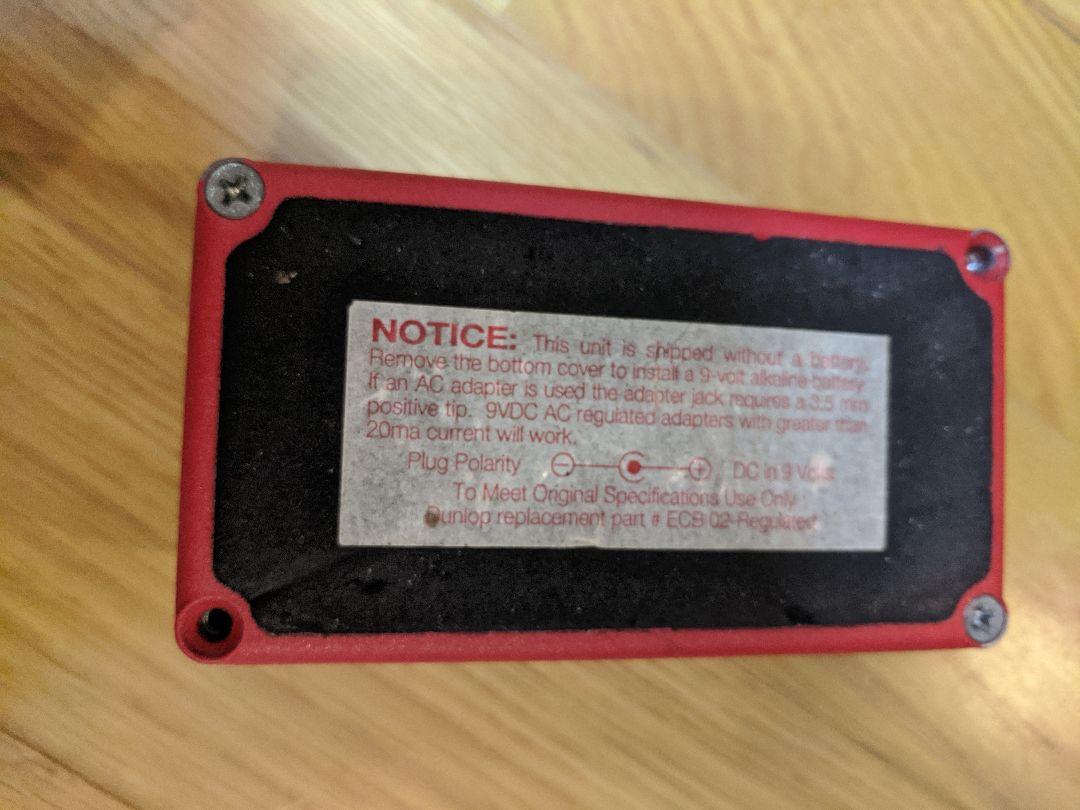 NOTICE: This unit is shipped without a battery.
Remove the bottom cover to install a 9-volt alkaline battery.
If an AC adapter is used the adapter jack requires a 3.5 mm
positive tip. 9VDC AC regulated adapters with greater than
20ma current will work.
Plug Polarity − + DC in 9 Volts
To Meet Original Specifications Use Only
Dunlop replacement part # ECB 02-Regulated